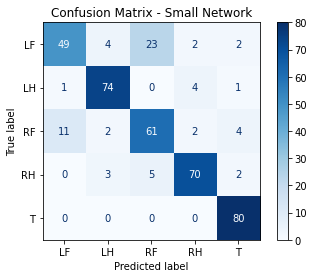 Confusion Matrix - Small Network
True label
LF 49 4 23 2 2
LH 1 74 0 4 1
RF 11 2 61 2 4
RH 0 3 5 70 2
T 0 0 0 0 80
LF LH RF RH T
Predicted label
80
70
60
50
40
30
20
10
0